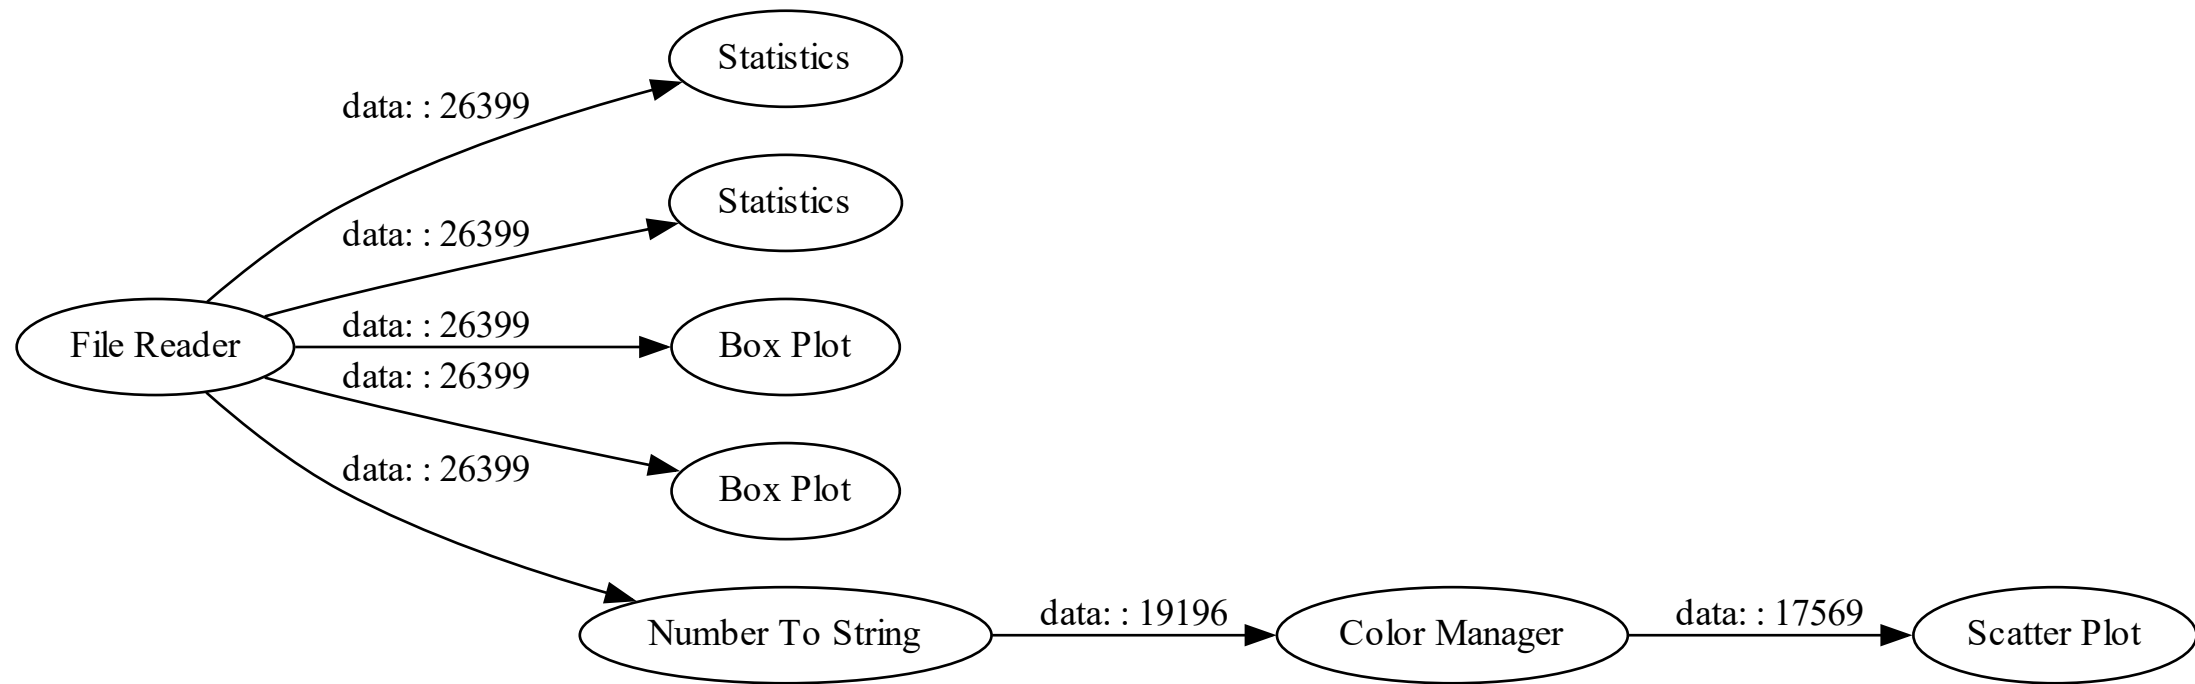 Statistics
data: : 26399
Statistics
data: : 26399
File Reader
data: : 26399
Box Plot
data: : 26399
Box Plot
data: : 26399
Number To String
data: : 19196
Color Manager
data: : 17569
Scatter Plot